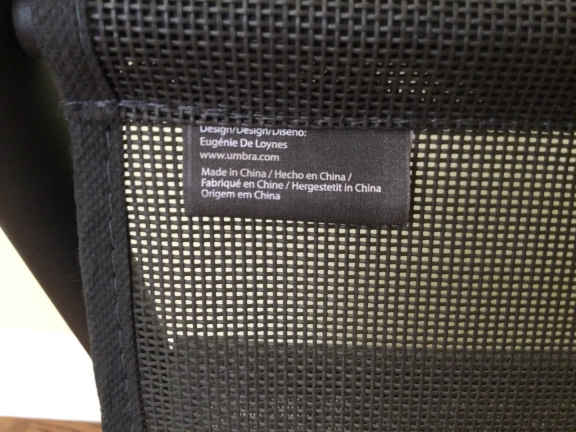 Design/Design/Diseño:
Eugénie De Loynes
www.umbra.com
Made in China / Hecho en China /
Fabriqué en Chine / Hergestetit in China
Origem em China